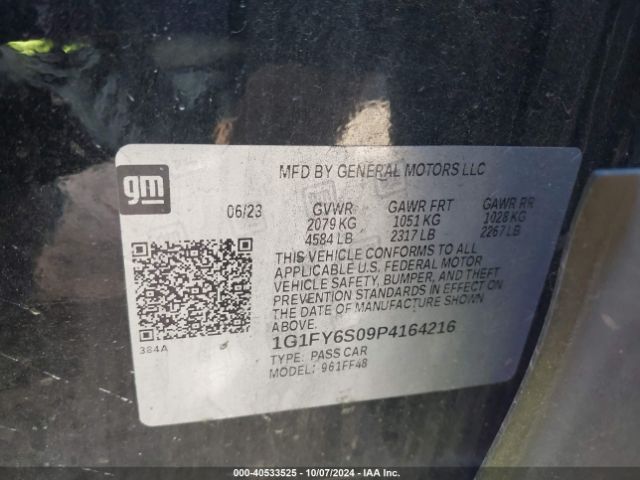 gm
MFD BY GENERAL MOTORS LLC
06/23 GVWR GAWR FRT GAWR RR
2079 KG 1051 KG 1028 KG
4584 LB 2317 LB 2267 LB
THIS VEHICLE CONFORMS TO ALL
APPLICABLE U.S. FEDERAL MOTOR
VEHICLE SAFETY, BUMPER, AND THEFT
PREVENTION STANDARDS IN EFFECT ON
THE DATE OF MANUFACTURE SHOWN
ABOVE.
384A
1G1FY6S09P4164216
TYPE: PASS CAR
MODEL: 961FF48
000-40533525 | 10/07/2024 | IAA Inc.